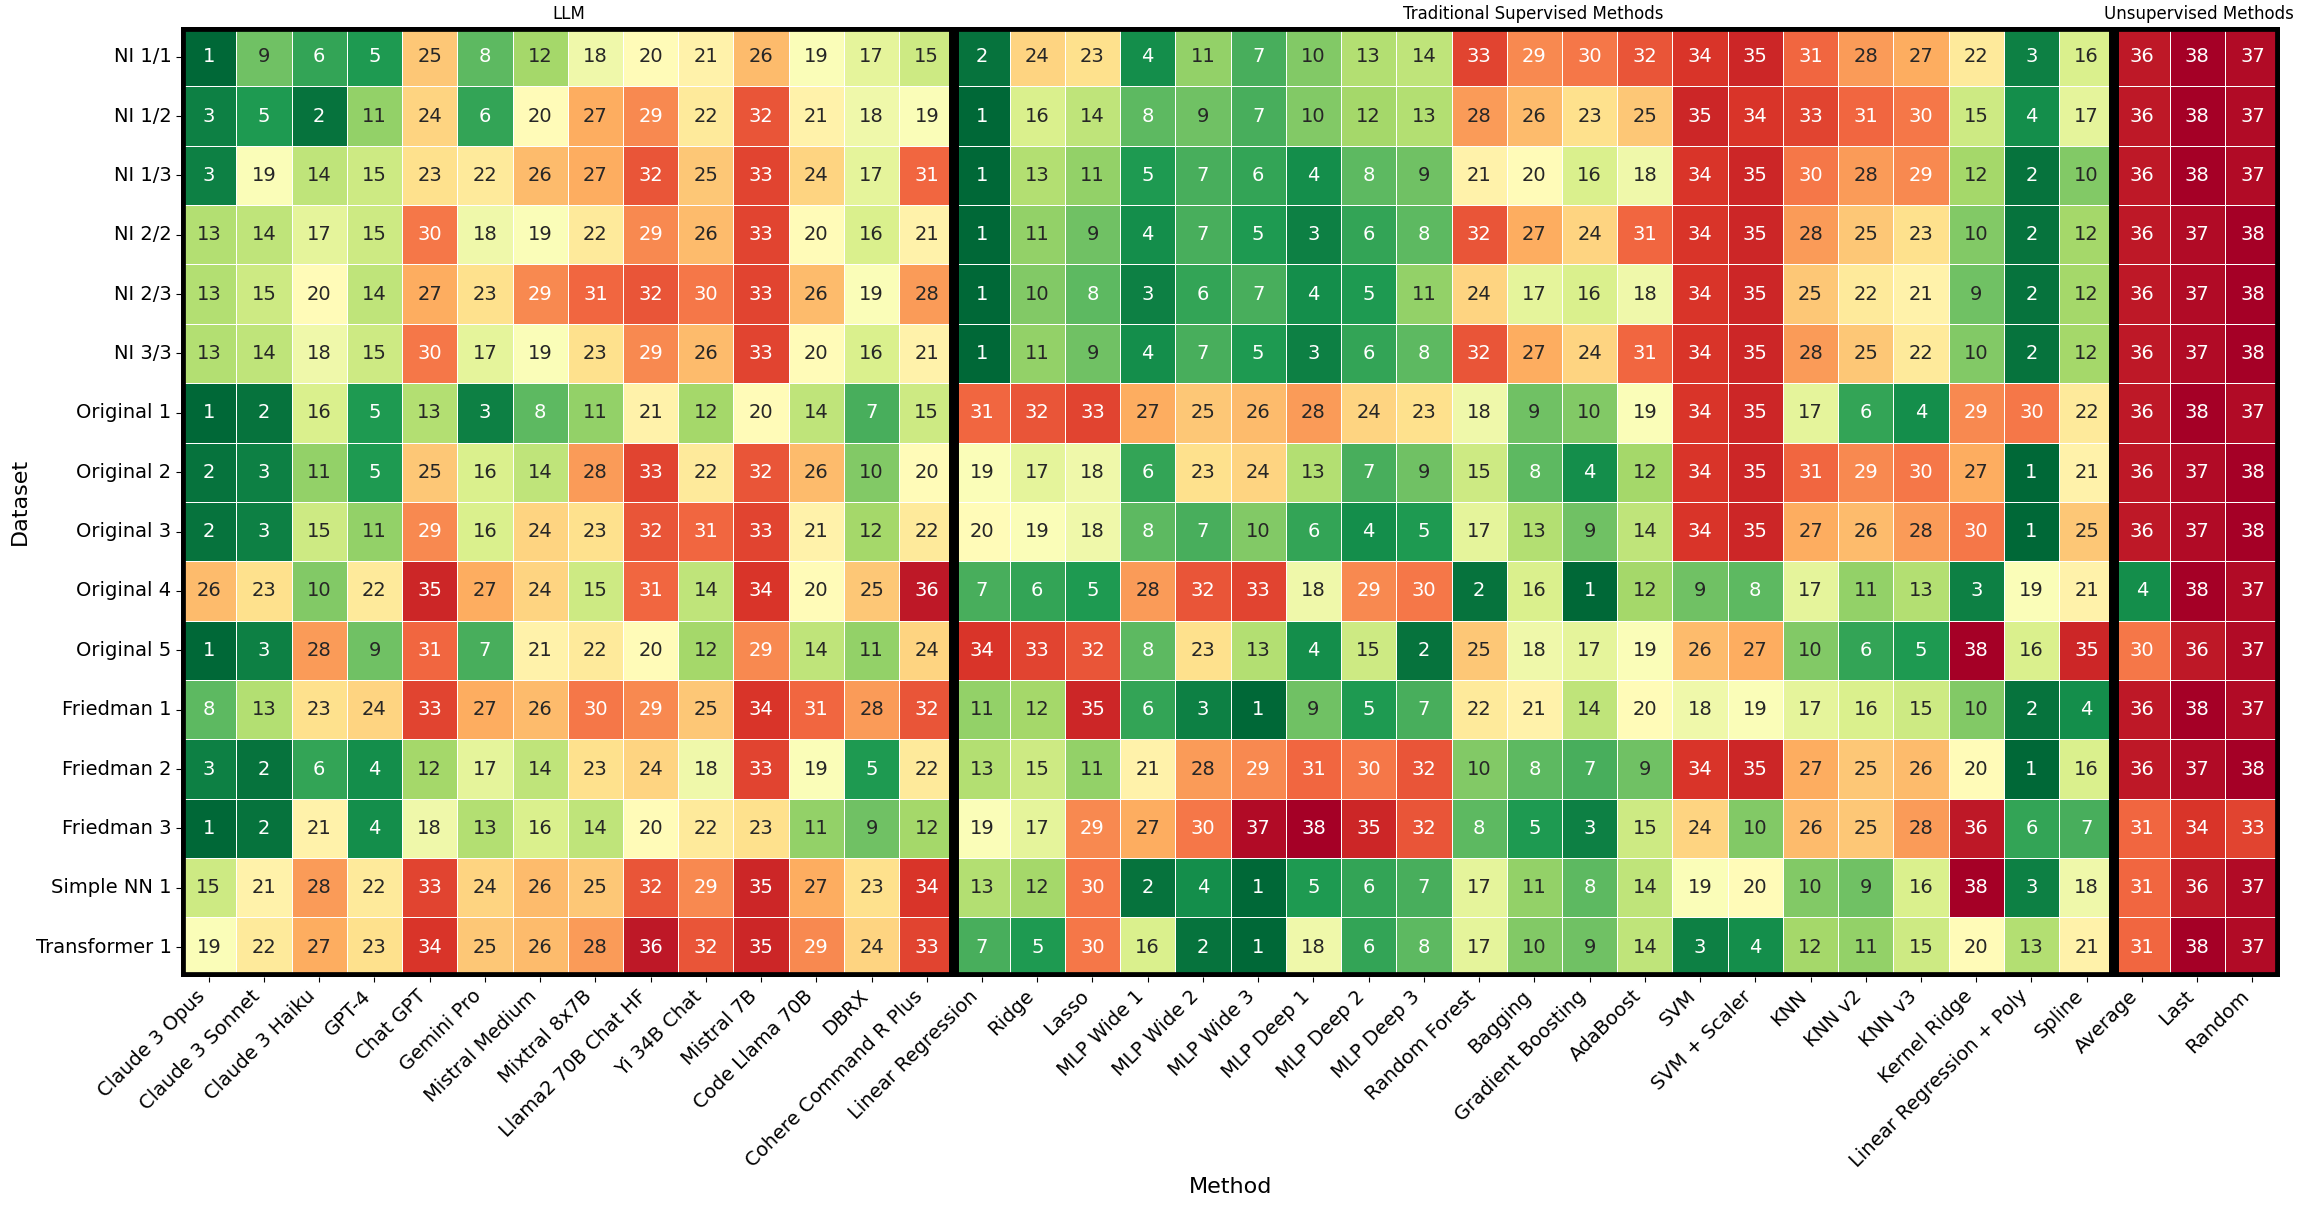 LLM Traditional Supervised Methods Unsupervised Methods
NI 1/1 1 9 6 5 25 8 12 18 20 21 26 19 17 15 2 24 23 4 11 7 10 13 14 33 29 30 32 34 35 31 28 27 22 3 16 36 38 37
NI 1/2 3 5 2 11 24 6 20 27 29 22 32 21 18 19 1 16 14 8 9 7 10 12 13 28 26 23 25 35 34 33 31 30 15 4 17 36 38 37
NI 1/3 3 19 14 15 23 22 26 27 32 25 33 24 17 31 1 13 11 5 7 6 4 8 9 21 20 16 18 34 35 30 28 29 12 2 10 36 38 37
NI 2/2 13 14 17 15 30 18 19 22 29 26 33 20 16 21 1 11 9 4 7 5 3 6 8 32 27 24 31 34 35 28 25 23 10 2 12 36 37 38
NI 2/3 13 15 20 14 27 23 29 31 32 30 33 26 19 28 1 10 8 3 6 7 4 5 11 24 17 16 18 34 35 25 22 21 9 2 12 36 37 38
NI 3/3 13 14 18 15 30 17 19 23 29 26 33 20 16 21 1 11 9 4 7 5 3 6 8 32 27 24 31 34 35 28 25 22 10 2 12 36 37 38
Original 1 1 2 16 5 13 3 8 11 21 12 20 14 7 15 31 32 33 27 25 26 28 24 23 18 9 10 19 34 35 17 6 4 29 30 22 36 38 37
Original 2 2 3 11 5 25 16 14 28 33 22 32 26 10 20 19 17 18 6 23 24 13 7 9 15 8 4 12 34 35 31 29 30 27 1 21 36 37 38
Original 3 2 3 15 11 29 16 24 23 32 31 33 21 12 22 20 19 18 8 7 10 6 4 5 17 13 9 14 34 35 27 26 28 30 1 25 36 37 38
Original 4 26 23 10 22 35 27 24 15 31 14 34 20 25 36 7 6 5 28 32 33 18 29 30 2 16 1 12 9 8 17 11 13 3 19 21 4 38 37
Original 5 1 3 28 9 31 7 21 22 20 12 29 14 11 24 34 33 32 8 23 13 4 15 2 25 18 17 19 26 27 10 6 5 38 16 35 30 36 37
Friedman 1 8 13 23 24 33 27 26 30 29 25 34 31 28 32 11 12 35 6 3 1 9 5 7 22 21 14 20 18 19 17 16 15 10 2 4 36 38 37
Friedman 2 3 2 6 4 12 17 14 23 24 18 33 19 5 22 13 15 11 21 28 29 31 30 32 10 8 7 9 34 35 27 25 26 20 1 16 36 37 38
Friedman 3 1 2 21 4 18 13 16 14 20 22 23 11 9 12 19 17 29 27 30 37 38 35 32 8 5 3 15 24 10 26 25 28 36 6 7 31 34 33
Simple NN 1 15 21 28 22 33 24 26 25 32 29 35 27 23 34 13 12 30 2 4 1 5 6 7 17 11 8 14 19 20 10 9 16 38 3 18 31 36 37
Transformer 1 19 22 27 23 34 25 26 28 36 32 35 29 24 33 7 5 30 16 2 1 18 6 8 17 10 9 14 3 4 12 11 15 20 13 21 31 38 37
Dataset
Claude 3 Opus
Claude 3 Sonnet
Claude 3 Haiku
GPT-4
Chat GPT
Gemini Pro
Mistral Medium
Mixtral 8x7B
Llama2 70B Chat HF
Yi 34B Chat
Mistral 7B
Code Llama 70B
DBRX
Cohere Command R Plus
Linear Regression
Ridge
Lasso
MLP Wide 1
MLP Wide 2
MLP Wide 3
MLP Deep 1
MLP Deep 2
MLP Deep 3
Random Forest
Bagging
Gradient Boosting
AdaBoost
SVM
SVM + Scaler
KNN
KNN v2
KNN v3
Kernel Ridge
Linear Regression + Poly
Spline
Average
Last
Random
Method